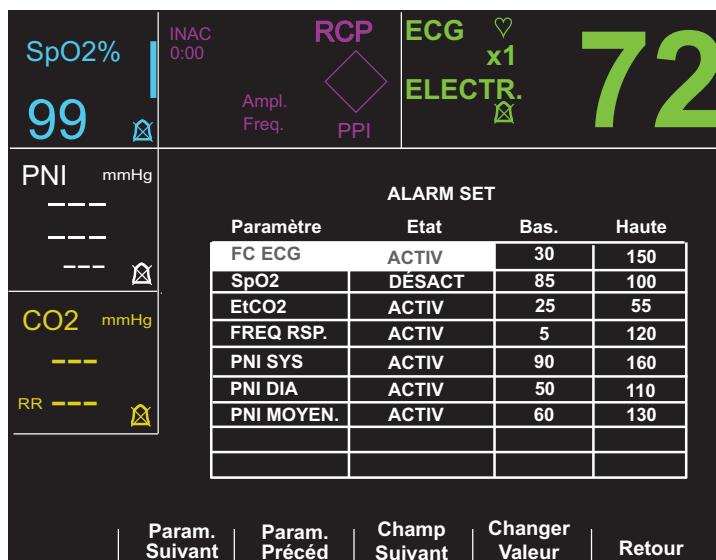 SpO2%
99
INAC
0:00
RCP
Ampl.
Freq.
PPI
ECG
x1
ELECTR.
72
PNI mmHg
---
---
---
CO2 mmHg
---
RR ---
ALARM SET
Paramètre Etat Bas. Haute
FC ECG ACTIV 30 150
SpO2 DÉSACT 85 100
EtCO2 ACTIV 25 55
FREQ RSP. ACTIV 5 120
PNI SYS ACTIV 90 160
PNI DIA ACTIV 50 110
PNI MOYEN. ACTIV 60 130
Param. Suivant
Param. Précéd
Champ Suivant
Changer Valeur
Retour